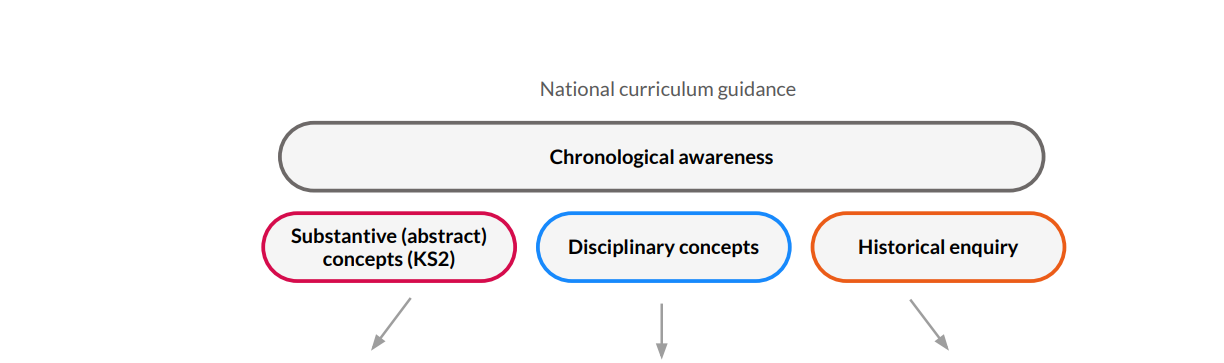 National curriculum guidance
Chronological awareness
Substantive (abstract)
concepts (KS2)
Disciplinary concepts
Historical enquiry